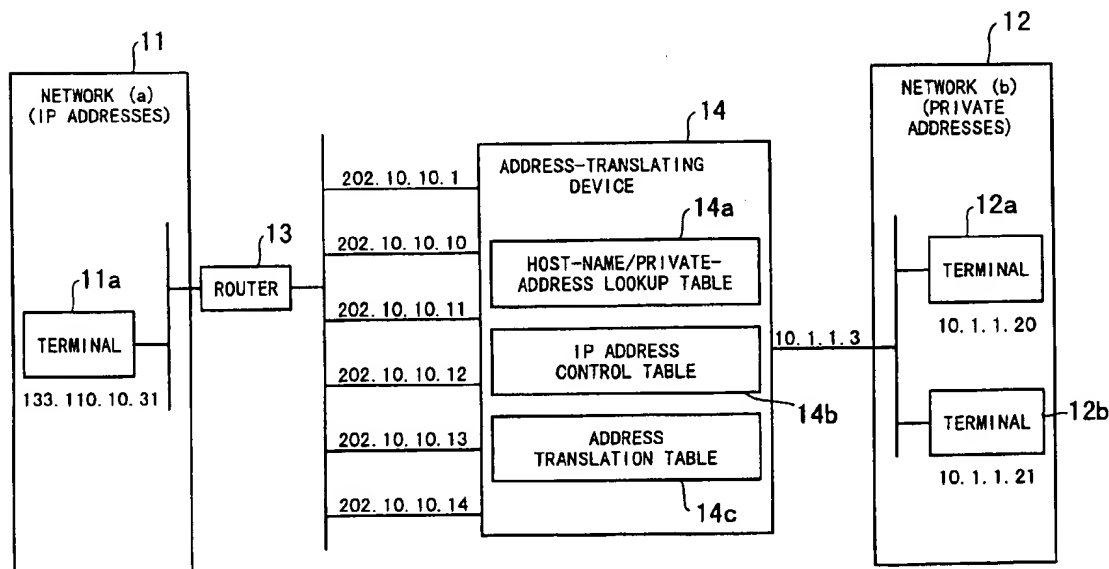 11
NETWORK (a)
(IP ADDRESSES)
11a
TERMINAL
133. 110. 10. 31
13
ROUTER
202. 10. 10. 1
202. 10. 10. 10
202. 10. 10. 11
202. 10. 10. 12
202. 10. 10. 13
202. 10. 10. 14
14
ADDRESS-TRANSLATING
DEVICE
14a
HOST-NAME/PRIVATE-
ADDRESS LOOKUP TABLE
IP ADDRESS
CONTROL TABLE
14b
ADDRESS
TRANSLATION TABLE
14c
10. 1. 1. 3
12
NETWORK (b)
(PRIVATE
ADDRESSES)
12a
TERMINAL
10. 1. 1. 20
12b
TERMINAL
10. 1. 1. 21